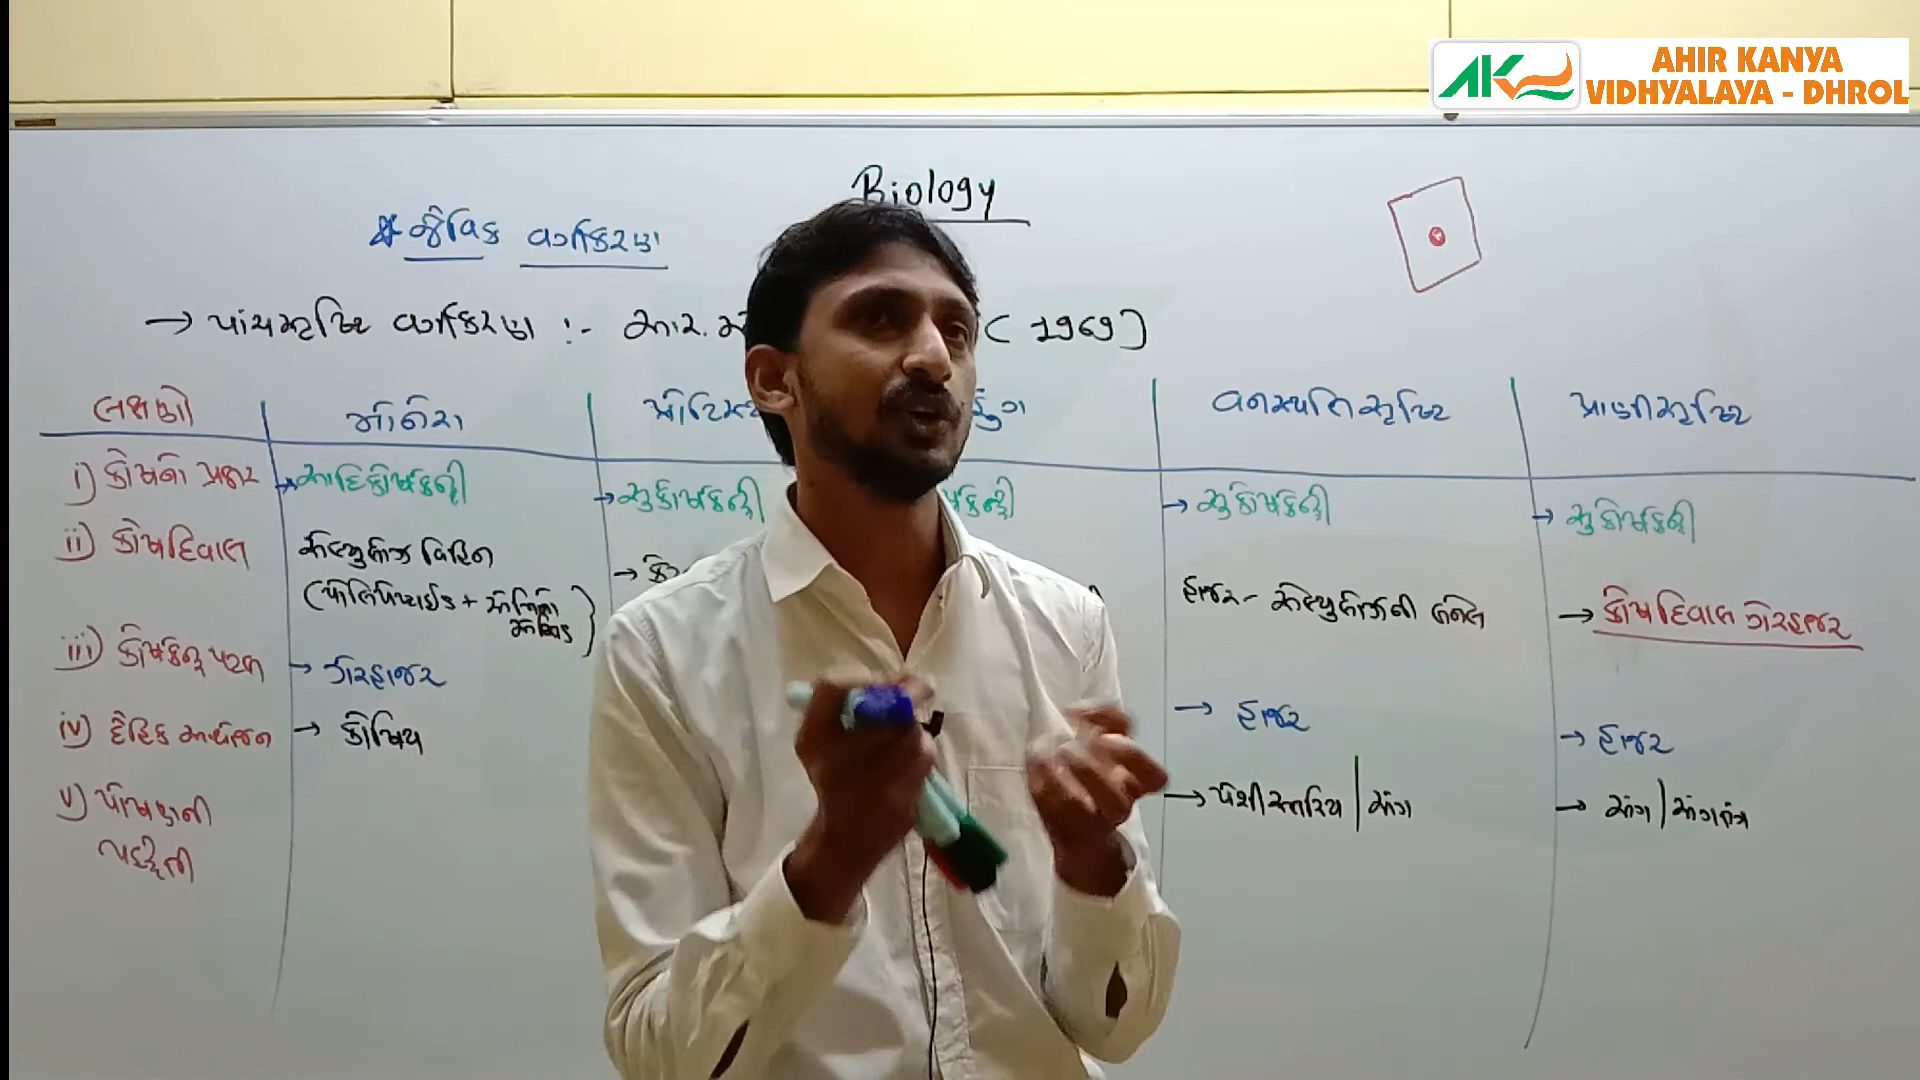 AHIR KANYA
VIDHYALAYA - DHROL
Biology
* જૈવિક વર્ગીકરણ
→ પાંચસૃષ્ટિ વર્ગીકરણ :- આર. ( 1969 )
લક્ષણો મોનેરા વનસ્પતિસૃષ્ટિ પ્રાણીસૃષ્ટિ
i) કોષનો પ્રકાર → આદિકોષકેન્દ્રી → સુકોષકેન્દ્રી → સુકોષકેન્દ્રી → સુકોષકેન્દ્રી
ii) કોષદિવાલ સેલ્યુલોઝ વિહિન હાજર - સેલ્યુલોઝની બનેલ → કોષદિવાલ ગેરહાજર
(પોલિસેકેરાઈડ + એમિનો એસિડ)
iii) કોષકેન્દ્ર પટલ → ગેરહાજર → હાજર → હાજર
iv) દૈહિક આયોજન → કોષિય → પેશીસ્તરિય | અંગ → અંગ | અંગતંત્ર
v) પોષણની
પદ્ધતી